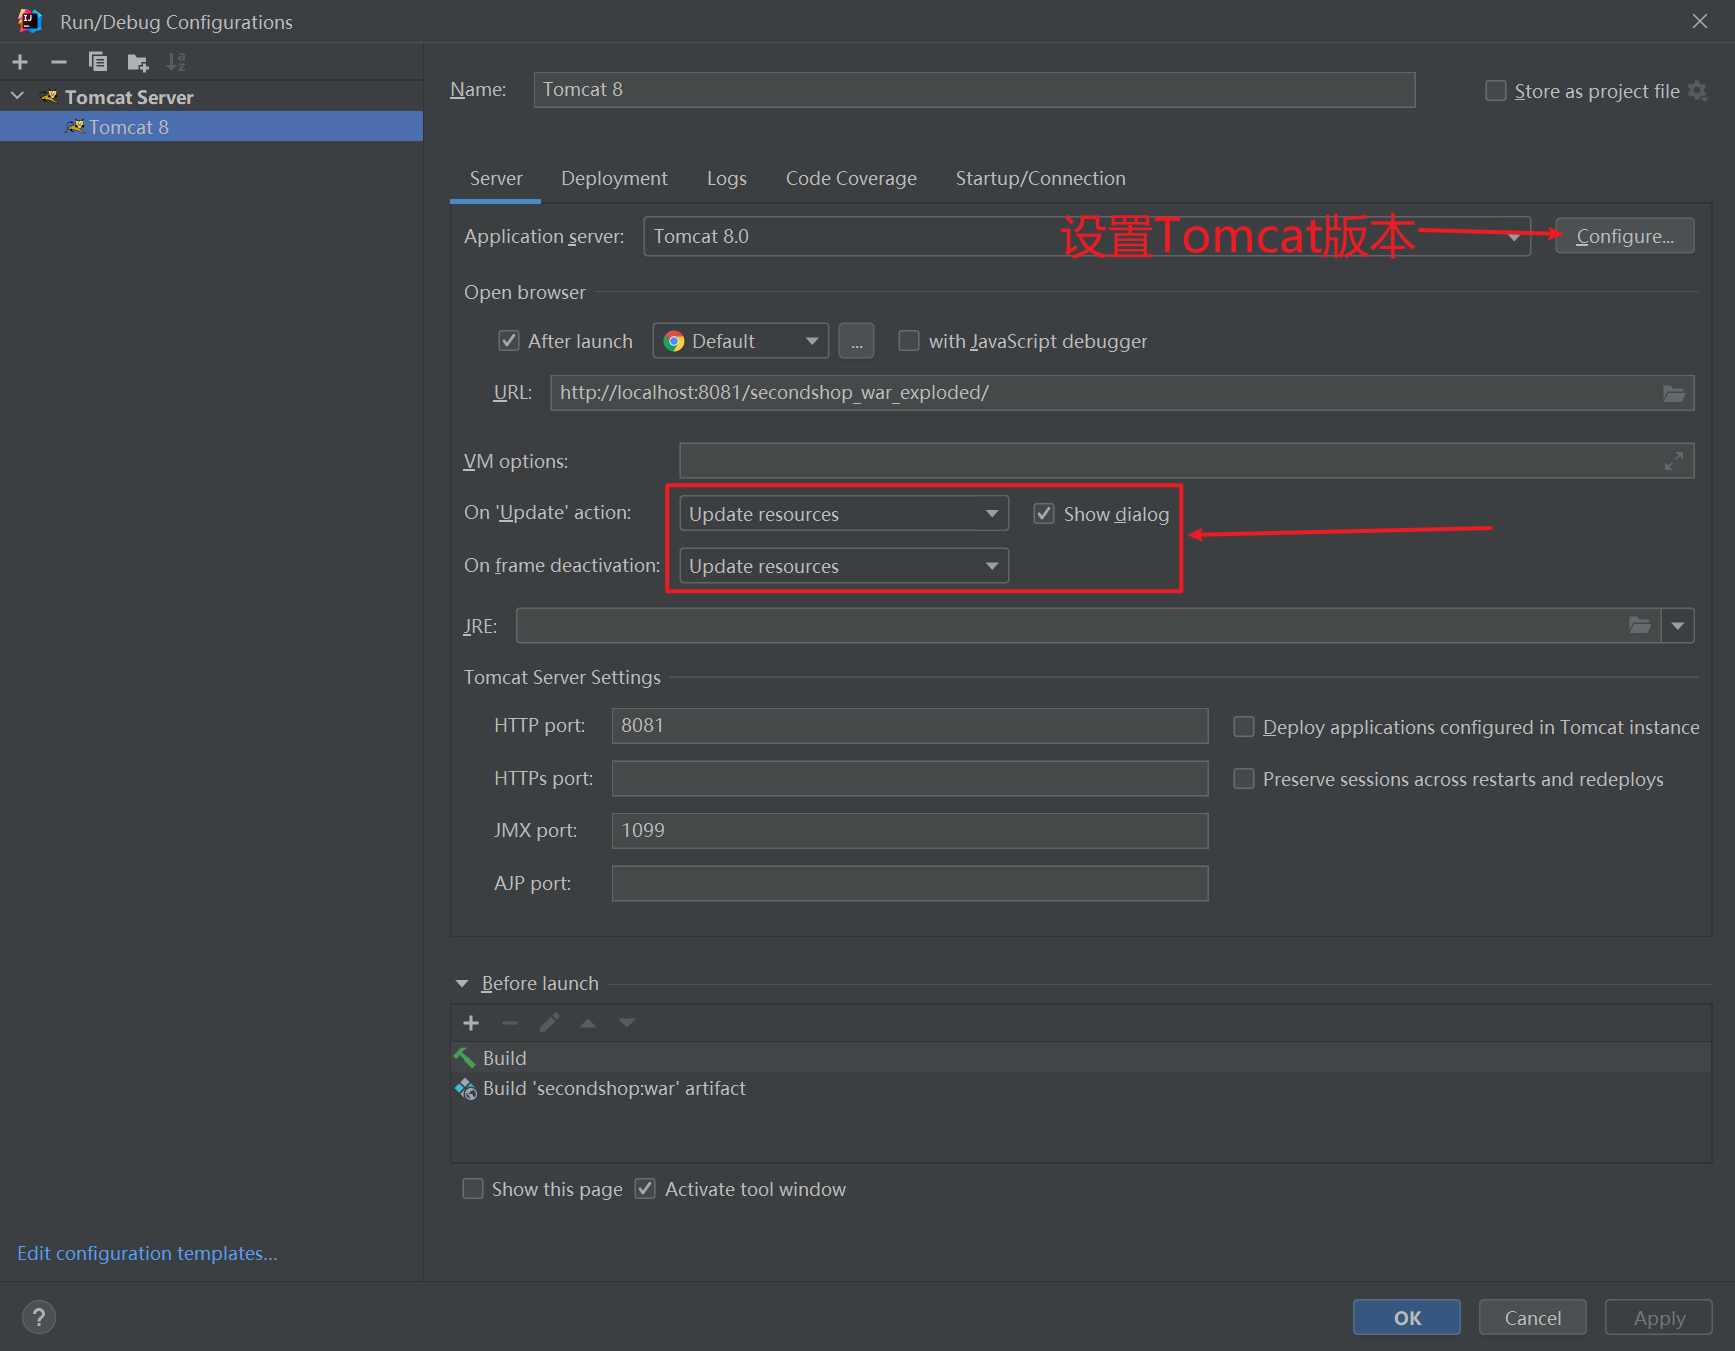 Run/Debug Configurations
Tomcat Server
Tomcat 8
Name: Tomcat 8 Store as project file
Server Deployment Logs Code Coverage Startup/Connection
Application server: Tomcat 8.0 设置Tomcat版本 Configure...
Open browser
After launch Default ... with JavaScript debugger
URL: http://localhost:8081/secondshop_war_exploded/
VM options:
On 'Update' action: Update resources Show dialog
On frame deactivation: Update resources
JRE:
Tomcat Server Settings
HTTP port: 8081 Deploy applications configured in Tomcat instance
HTTPs port: Preserve sessions across restarts and redeploys
JMX port: 1099
AJP port:
Before launch
Build
Build 'secondshop:war' artifact
Show this page Activate tool window
Edit configuration templates...
? OK Cancel Apply